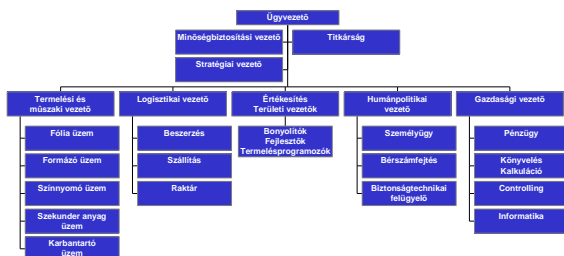 Ügyvezető
Minőségbiztosítási vezető
Titkárság
Stratégiai vezető
Termelési és
műszaki vezető
Logisztikai vezető
Értékesítés
Területi vezetők
Humánpolitikai
vezető
Gazdasági vezető
Fólia üzem
Formázó üzem
Színnyomó üzem
Szekunder anyag
üzem
Karbantartó
üzem
Beszerzés
Szállítás
Raktár
Bonyolítók
Fejlesztők
Termelésprogramozók
Személyügy
Bérszámfejtés
Biztonságtechnikai
felügyelő
Pénzügy
Könyvelés
Kalkuláció
Controlling
Informatika